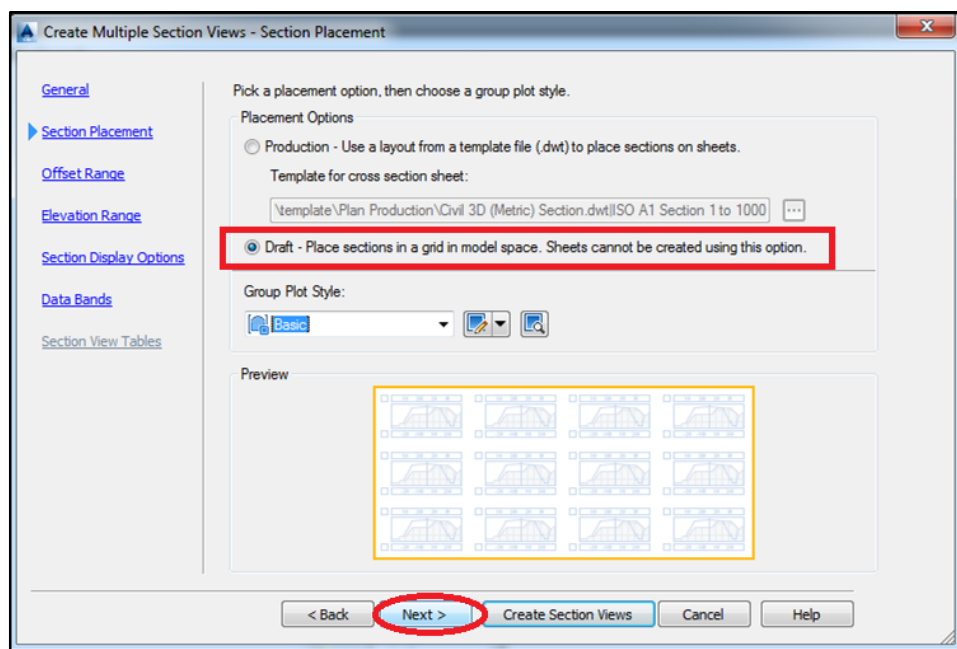 Create Multiple Section Views - Section Placement
General
Section Placement
Offset Range
Elevation Range
Section Display Options
Data Bands
Section View Tables
Pick a placement option, then choose a group plot style.
Placement Options
Production - Use a layout from a template file (.dwt) to place sections on sheets.
Template for cross section sheet:
\template\Plan Production\Civil 3D (Metric) Section.dwt|ISO A1 Section 1 to 1000
...
Draft - Place sections in a grid in model space. Sheets cannot be created using this option.
Group Plot Style:
Basic
Preview
< Back
Next >
Create Section Views
Cancel
Help